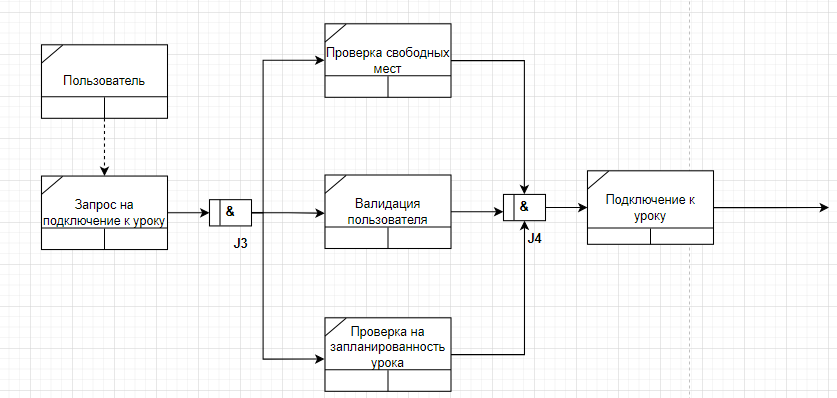 Пользователь
Запрос на
подключение к уроку
&
J3
Проверка свободных
мест
Валидация
пользователя
Проверка на
запланированность
урока
&
J4
Подключение к
уроку